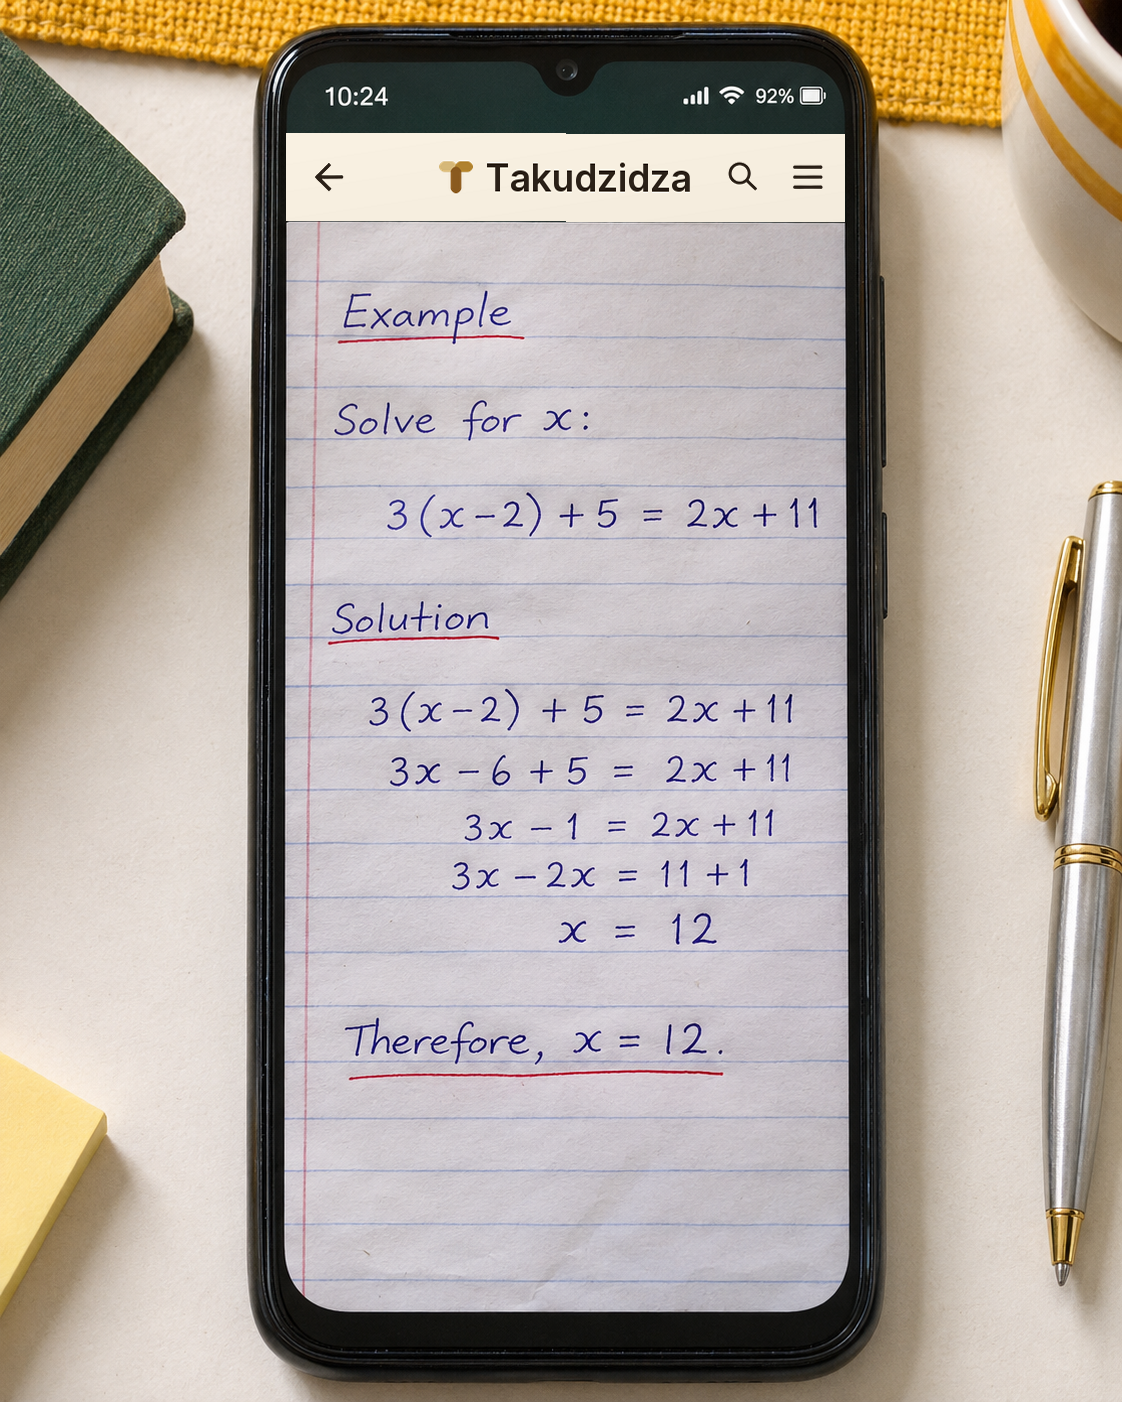 10:24 92%
Takudzidza
Example
Solve for x:
3(x-2) + 5 = 2x + 11
Solution
3(x-2) + 5 = 2x + 11
3x - 6 + 5 = 2x + 11
3x - 1 = 2x + 11
3x - 2x = 11 + 1
x = 12
Therefore, x = 12.